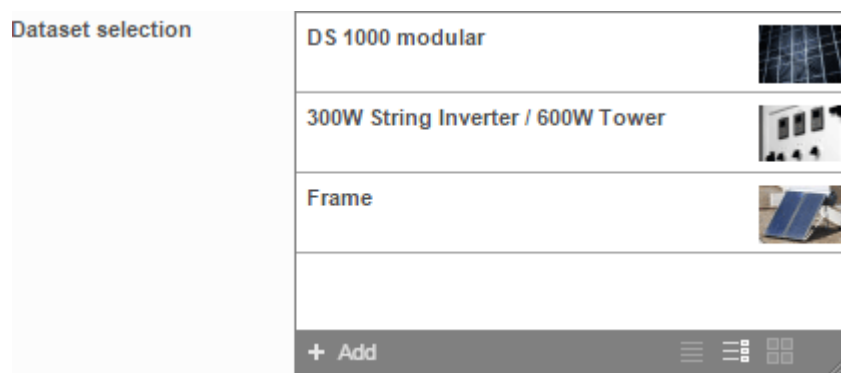 Dataset selection
DS 1000 modular
300W String Inverter / 600W Tower
Frame
+ Add